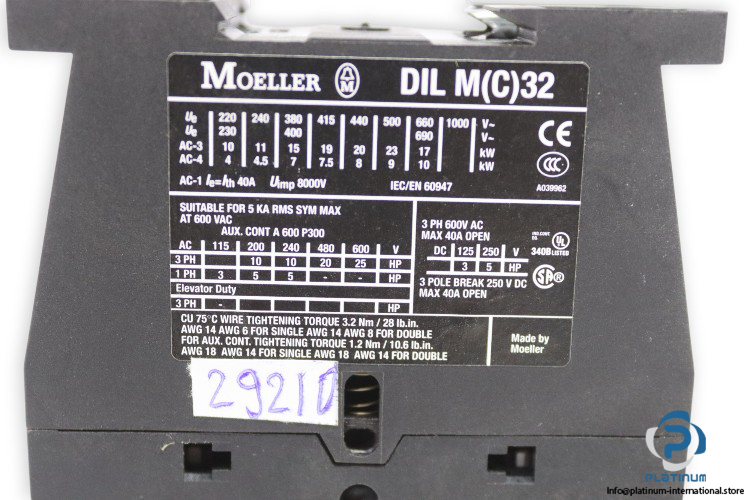 MOELLER M DIL M(C)32
Ue 220 240 380 415 440 500 660 1000 V~
Ue 230 400 690 V~
AC-3 10 11 15 19 20 23 17 kW
AC-4 4 4.5 7 7.5 8 9 10 kW
AC-1 Ie=Ith 40A Uimp 8000V IEC/EN 60947
CE
CCC
A039962
SUITABLE FOR 5 KA RMS SYM MAX
AT 600 VAC
AUX. CONT A 600 P300
AC 115 200 240 480 600 V
3 PH 10 10 20 25 HP
1 PH 3 5 5 - - HP
Elevator Duty
3 PH - - - - HP
3 PH 600V AC
MAX 40A OPEN
DC 125 250 V
3 5 HP
3 POLE BREAK 250 V DC
MAX 40A OPEN
IND.CONT.
EQ.
340B LISTED
UL
SA
CU 75°C WIRE TIGHTENING TORQUE 3.2 Nm / 28 lb.in.
AWG 14 AWG 6 FOR SINGLE AWG 14 AWG 8 FOR DOUBLE
FOR AUX. CONT. TIGHTENING TORQUE 1.2 Nm / 10.6 lb.in.
AWG 18 AWG 14 FOR SINGLE AWG 18 AWG 14 FOR DOUBLE
Made by
Moeller
29210
PLATINUM
Info@platinum-international.store